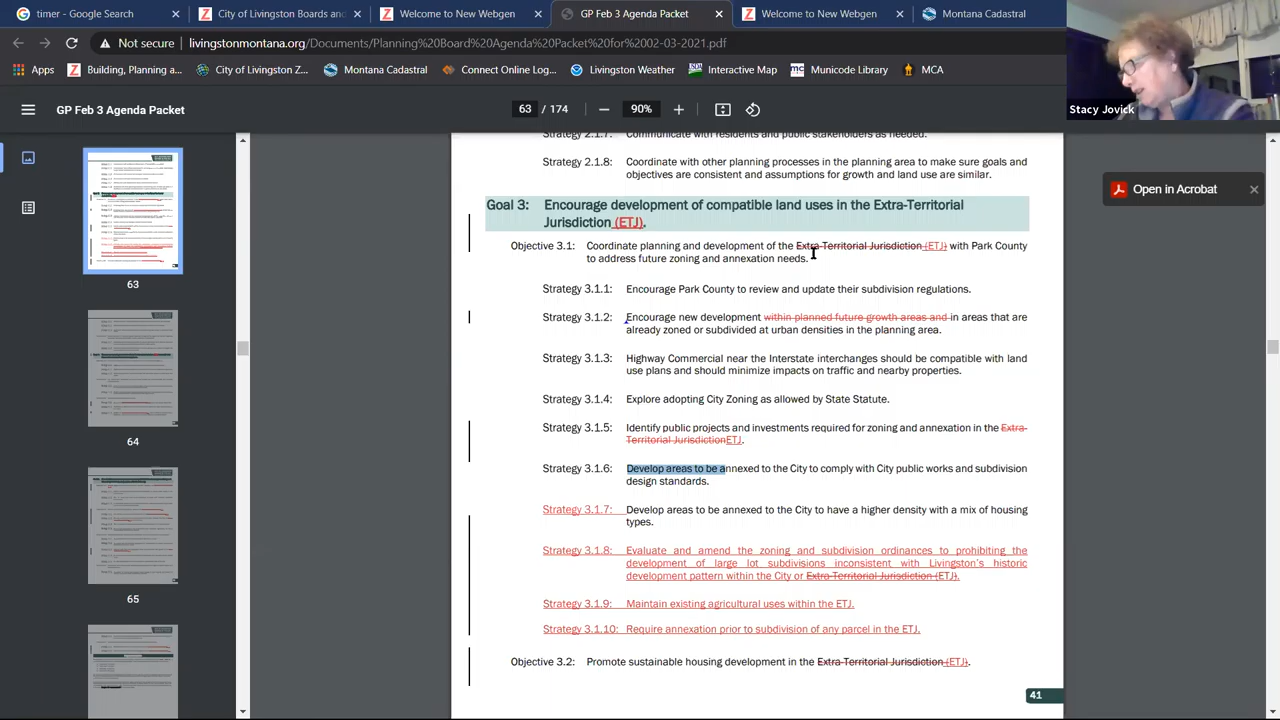 timer - Google Search
City of Livingston Boards and
Welcome to New Webgen
GP Feb 3 Agenda Packet
Welcome to New Webgen
Montana Cadastral
Not secure
livingstonmontana.org/Documents/Planning%20Board%20Agenda%20Packet%20for%2002-03-2021.pdf
Apps
Building, Planning a...
City of Livingston Z...
Montana Cadastral
Connect Online Log...
Livingston Weather
Interactive Map
Municode Library
MCA
Stacy Jovick
GP Feb 3 Agenda Packet
63 / 174
90%
Open in Acrobat
63
64
65
Strategy 2.1.7: Communicate with residents and public stakeholders as needed.
Coordinate with other planning processes in the planning area to make sure goals and
objectives are consistent and assumptions for growth and land use are similar.
Goal 3: Encourage development of compatible land uses in the Extra-Territorial
Jurisdiction (ETJ).
Objective 3.1: Coordinate planning and development of the Extra-Territorial Jurisdiction (ETJ) with Park County
to address future zoning and annexation needs.
Strategy 3.1.1: Encourage Park County to review and update their subdivision regulations.
Strategy 3.1.2: Encourage new development within planned future growth areas and in areas that are
already zoned or subdivided at urban densities in the planning area.
Strategy 3.1.3: Highway Commercial near the Interstate interchanges should be compatible with land
use plans and should minimize impacts on traffic and nearby properties.
Strategy 3.1.4: Explore adopting City Zoning as allowed by State Statute.
Strategy 3.1.5: Identify public projects and investments required for zoning and annexation in the Extra-
Territorial JurisdictionETJ.
Strategy 3.1.6: Develop areas to be annexed to the City to comply with City public works and subdivision
design standards.
Strategy 3.1.7: Develop areas to be annexed to the City to have a higher density with a mix of housing
types.
Strategy 3.1.8: Evaluate and amend the zoning and subdivision ordinances to prohibiting the
development of large lot subdivisions inconsistent with Livingston's historic
development pattern within the City or Extra-Territorial Jurisdiction (ETJ).
Strategy 3.1.9: Maintain existing agricultural uses within the ETJ.
Strategy 3.1.10: Require annexation prior to subdivision of any parcel in the ETJ.
Objective 3.2: Promote sustainable housing development in the Extra-Territorial Jurisdiction (ETJ).
41